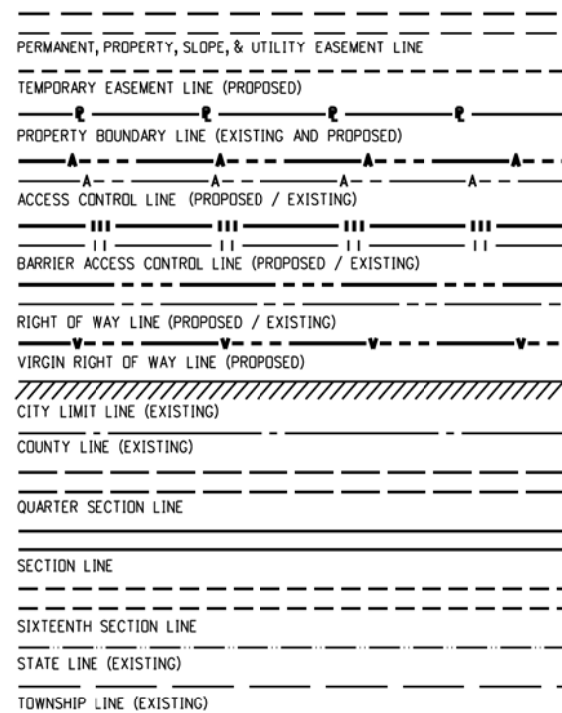 PERMANENT, PROPERTY, SLOPE, & UTILITY EASEMENT LINE
TEMPORARY EASEMENT LINE (PROPOSED)
PROPERTY BOUNDARY LINE (EXISTING AND PROPOSED)
A A A A
A A A A
ACCESS CONTROL LINE (PROPOSED / EXISTING)
BARRIER ACCESS CONTROL LINE (PROPOSED / EXISTING)
RIGHT OF WAY LINE (PROPOSED / EXISTING)
V V V V
VIRGIN RIGHT OF WAY LINE (PROPOSED)
CITY LIMIT LINE (EXISTING)
COUNTY LINE (EXISTING)
QUARTER SECTION LINE
SECTION LINE
SIXTEENTH SECTION LINE
STATE LINE (EXISTING)
TOWNSHIP LINE (EXISTING)